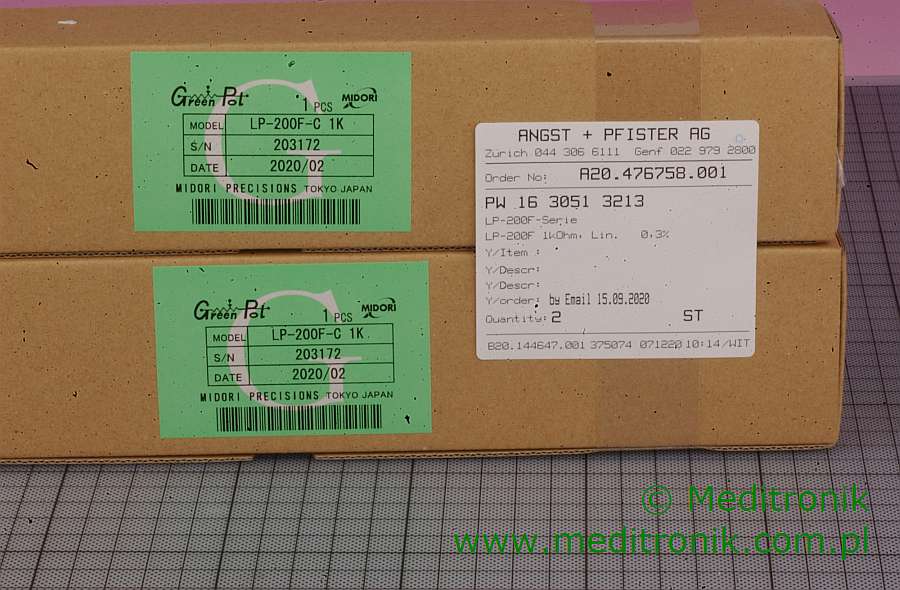 Green Pot
1 PCS MIDORI
MODEL LP-200F-C 1K
S/N 203172
DATE 2020/02
MIDORI PRECISIONS TOKYO JAPAN
Green Pot
1 PCS MIDORI
MODEL LP-200F-C 1K
S/N 203172
DATE 2020/02
MIDORI PRECISIONS TOKYO JAPAN
ANGST + PFISTER AG
Zürich 044 306 6111 Genf 022 979 2800
Order No: A20.476758.001
PW 16 3051 3213
LP-200F-Serie
LP-200F 1kOhm, Lin. 0,3%
Y/Item :
Y/Descr:
Y/Descr:
Y/order: by Email 15.09.2020
Quantity: 2 ST
B20.144647.001 375074 071220 10:14/WIT
© Meditronik
www.meditronik.com.pl